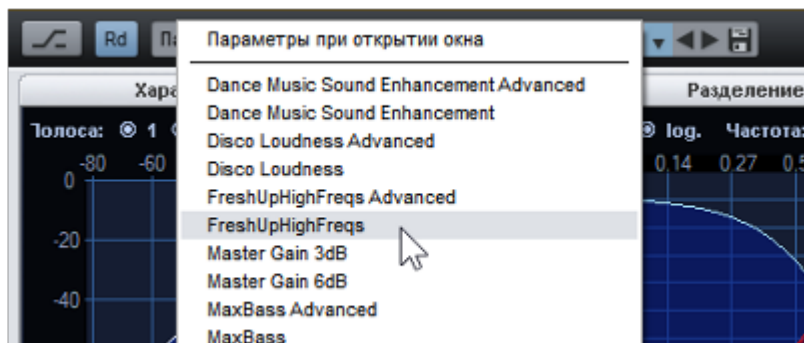 Rd
Параметры при открытии окна
Dance Music Sound Enhancement Advanced
Разделение
Dance Music Sound Enhancement
Полоса: 1
Disco Loudness Advanced
log. Частота:
-80 -60
Disco Loudness
0.14 0.27
0
FreshUpHighFreqs Advanced
FreshUpHighFreqs
-20
Master Gain 3dB
Master Gain 6dB
-40
MaxBass Advanced
MaxBass